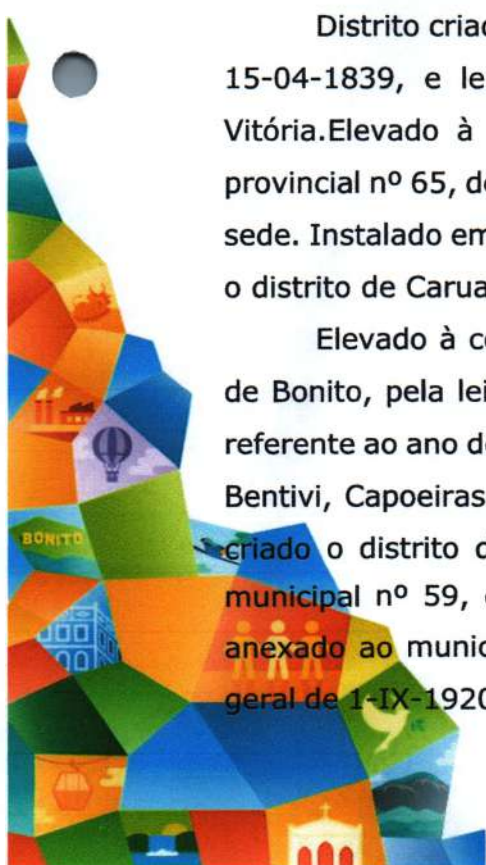 Distrito criad
15-04-1839, e le
Vitória.Elevado à
provincial nº 65, d
sede. Instalado em
o distrito de Carua
Elevado à c
de Bonito, pela lei
referente ao ano d
Bentivi, Capoeiras
criado o distrito
municipal nº 59,
anexado ao munic
geral de 1-IX-1920
BONITO